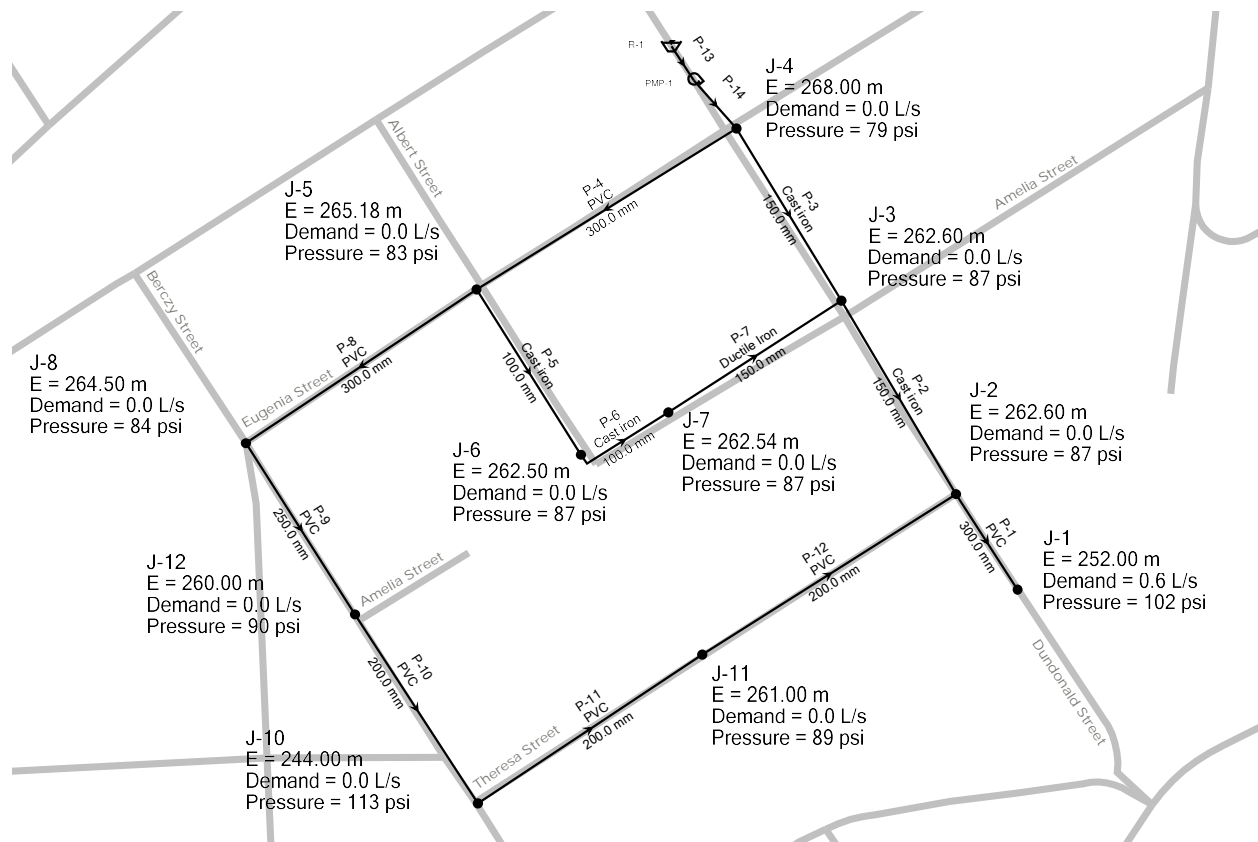 R-1
P-13
PMP-1
P-14
J-4
E = 268.00 m
Demand = 0.0 L/s
Pressure = 79 psi
Albert Street
Amelia Street
P-4
PVC
300.0 mm
P-3
Cast iron
150.0 mm
J-5
E = 265.18 m
Demand = 0.0 L/s
Pressure = 83 psi
J-3
E = 262.60 m
Demand = 0.0 L/s
Pressure = 87 psi
Berczy Street
P-8
PVC
300.0 mm
P-5
Cast iron
100.0 mm
P-7
Ductile Iron
150.0 mm
P-2
Cast iron
150.0 mm
J-8
E = 264.50 m
Demand = 0.0 L/s
Pressure = 84 psi
Eugenia Street
J-2
E = 262.60 m
Demand = 0.0 L/s
Pressure = 87 psi
P-6
Cast iron
100.0 mm
J-7
E = 262.54 m
Demand = 0.0 L/s
Pressure = 87 psi
J-6
E = 262.50 m
Demand = 0.0 L/s
Pressure = 87 psi
P-9
PVC
250.0 mm
P-1
PVC
300.0 mm
J-1
E = 252.00 m
Demand = 0.6 L/s
Pressure = 102 psi
J-12
E = 260.00 m
Demand = 0.0 L/s
Pressure = 90 psi
Amelia Street
P-12
PVC
200.0 mm
P-10
PVC
200.0 mm
Dundonald Street
J-11
E = 261.00 m
Demand = 0.0 L/s
Pressure = 89 psi
P-11
PVC
200.0 mm
Theresa Street
J-10
E = 244.00 m
Demand = 0.0 L/s
Pressure = 113 psi